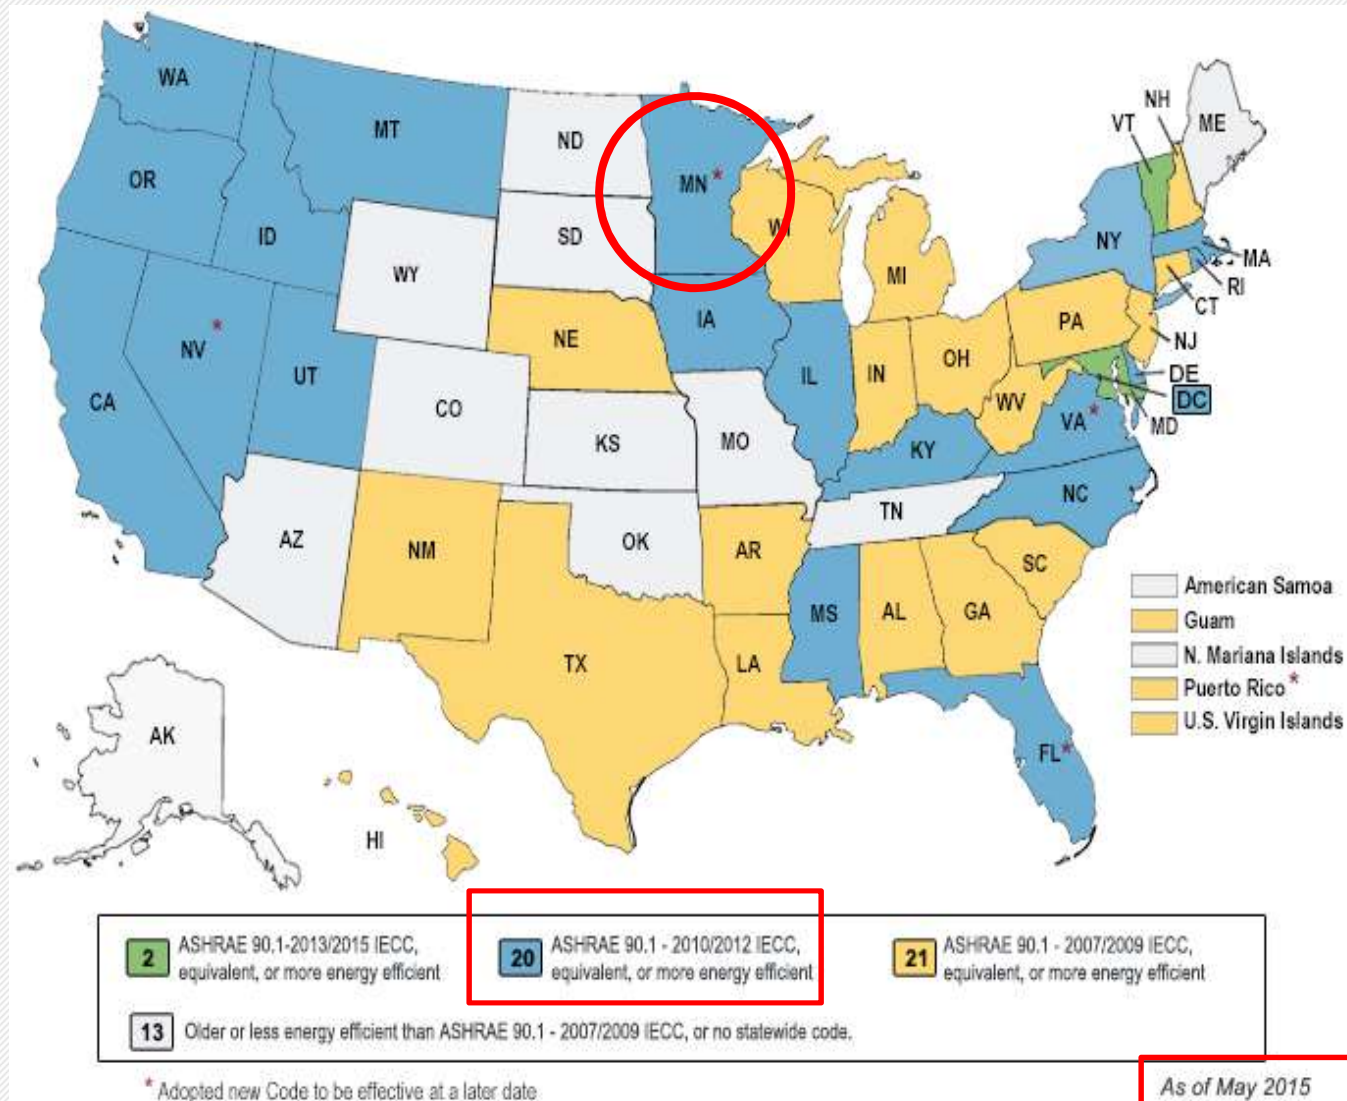 WA
MT
ND
MN *
OR
ID
SD
WY
WI
MI
NH
VT
ME
NY
MA
RI
CT
NV *
UT
CA
NE
IA
CO
KS
MO
IL
IN
OH
PA
NJ
DE
DC
MD
WV
VA *
KY
NC
TN
AZ
NM
OK
AR
SC
MS
AL
GA
TX
LA
FL *
AK
HI
American Samoa
Guam
N. Mariana Islands
Puerto Rico *
U.S. Virgin Islands
2 ASHRAE 90.1-2013/2015 IECC,
equivalent, or more energy efficient
20 ASHRAE 90.1 - 2010/2012 IECC,
equivalent, or more energy efficient
21 ASHRAE 90.1 - 2007/2009 IECC,
equivalent, or more energy efficient
13 Older or less energy efficient than ASHRAE 90.1 - 2007/2009 IECC, or no statewide code.
* Adopted new Code to be effective at a later date
As of May 2015